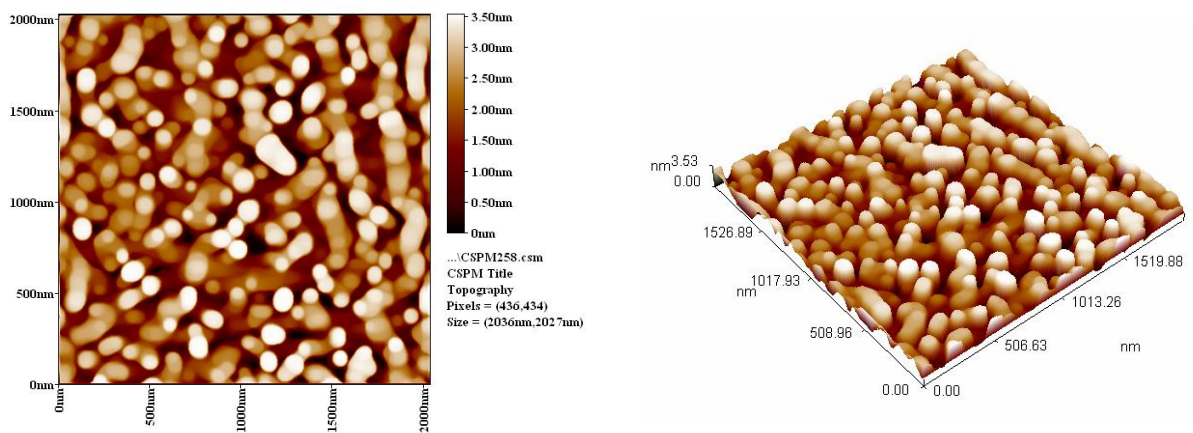 2000nm
1500nm
1000nm
500nm
0nm
0nm
500nm
1000nm
1500nm
2000nm
3.50nm
3.00nm
2.50nm
2.00nm
1.50nm
1.00nm
0.50nm
0nm
...\CSPM258.csm
CSPM Title
Topography
Pixels = (436,434)
Size = (2036nm,2027nm)
nm 3.53
0.00
1526.89
1017.93
nm
508.96
0.00
0.00
506.63
nm
1013.26
1519.88